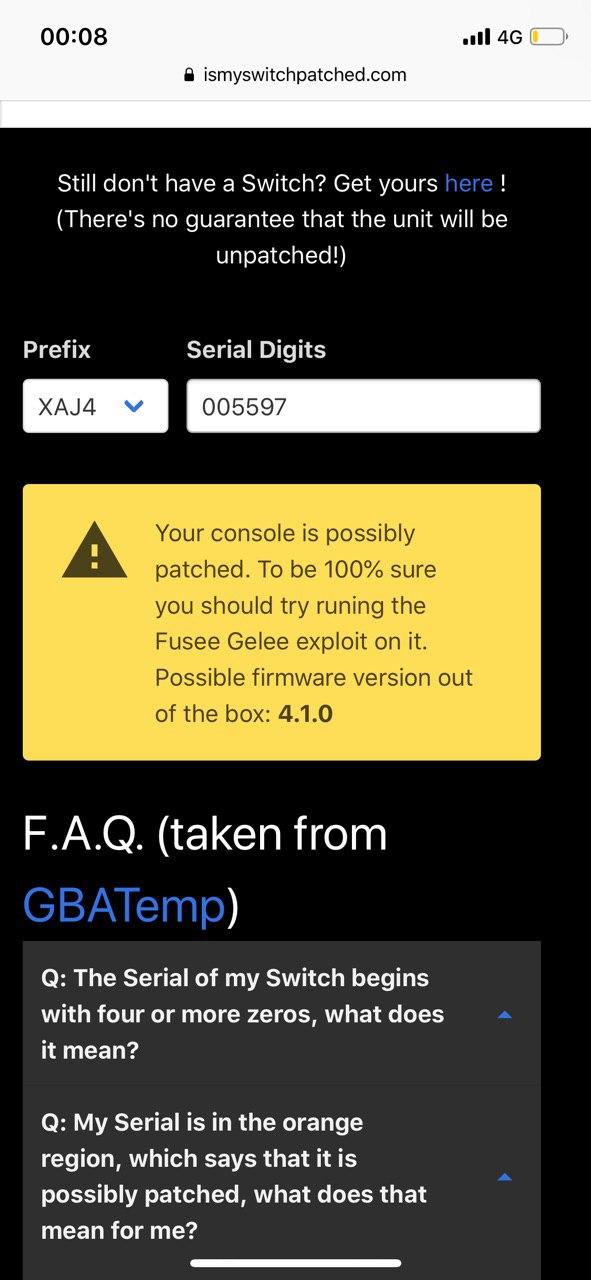 00:08
4G
ismyswitchpatched.com
Still don't have a Switch? Get yours here !
(There's no guarantee that the unit will be
unpatched!)
Prefix
Serial Digits
XAJ4
005597
Your console is possibly
patched. To be 100% sure
you should try runing the
Fusee Gelee exploit on it.
Possible firmware version out
of the box: 4.1.0
F.A.Q. (taken from
GBATemp)
Q: The Serial of my Switch begins
with four or more zeros, what does
it mean?
Q: My Serial is in the orange
region, which says that it is
possibly patched, what does that
mean for me?